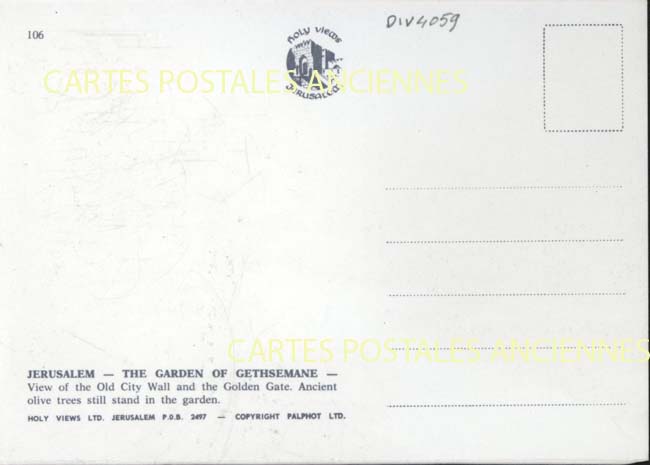 106
HOLY VIEWS
JERUSALEM
DIV4059
CARTES POSTALES ANCIENNES
CARTES POSTALES ANCIENNES
JERUSALEM — THE GARDEN OF GETHSEMANE —
View of the Old City Wall and the Golden Gate. Ancient
olive trees still stand in the garden.
HOLY VIEWS LTD. JERUSALEM P.O.B. 2497 — COPYRIGHT PALPHOT LTD.